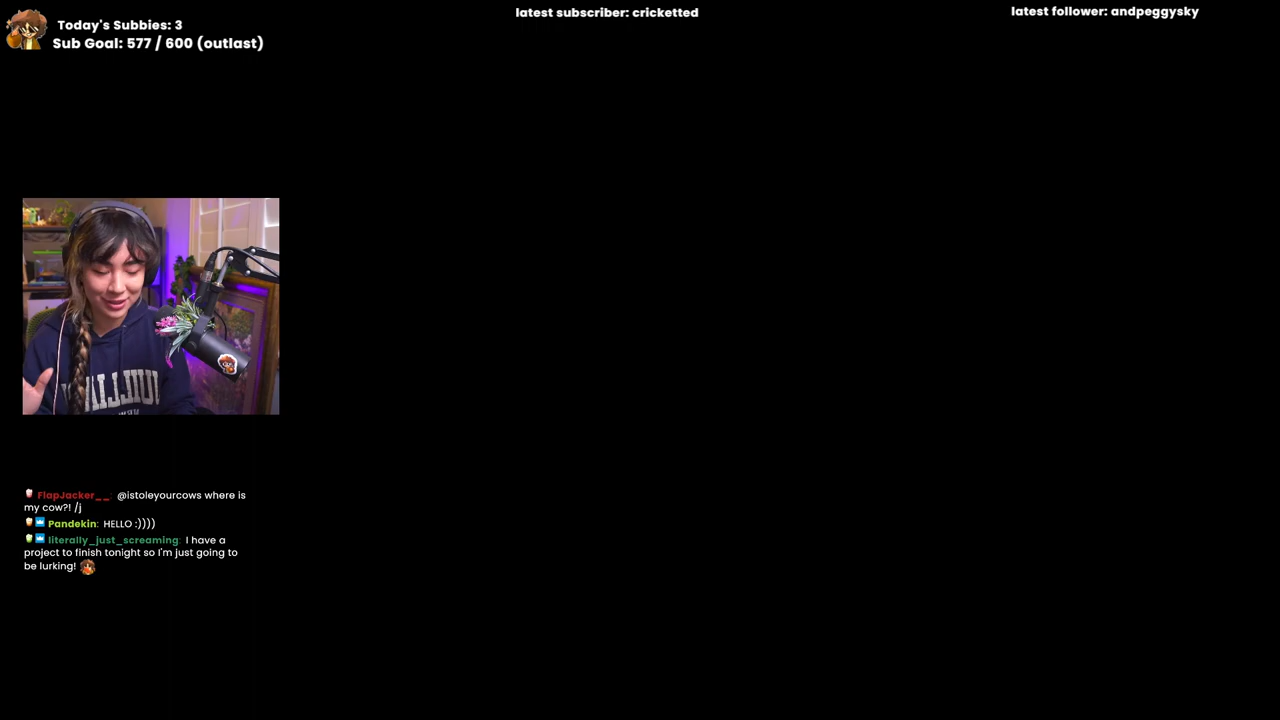 Today's Subbies: 3
Sub Goal: 577 / 600 (outlast)
latest subscriber: cricketted
latest follower: andpeggysky
JUILLIA
FlapJacker__: @istoleyourcows where is
my cow?! /j
Pandekin: HELLO :))))
literally_just_screaming: I have a
project to finish tonight so I'm just going to
be lurking!